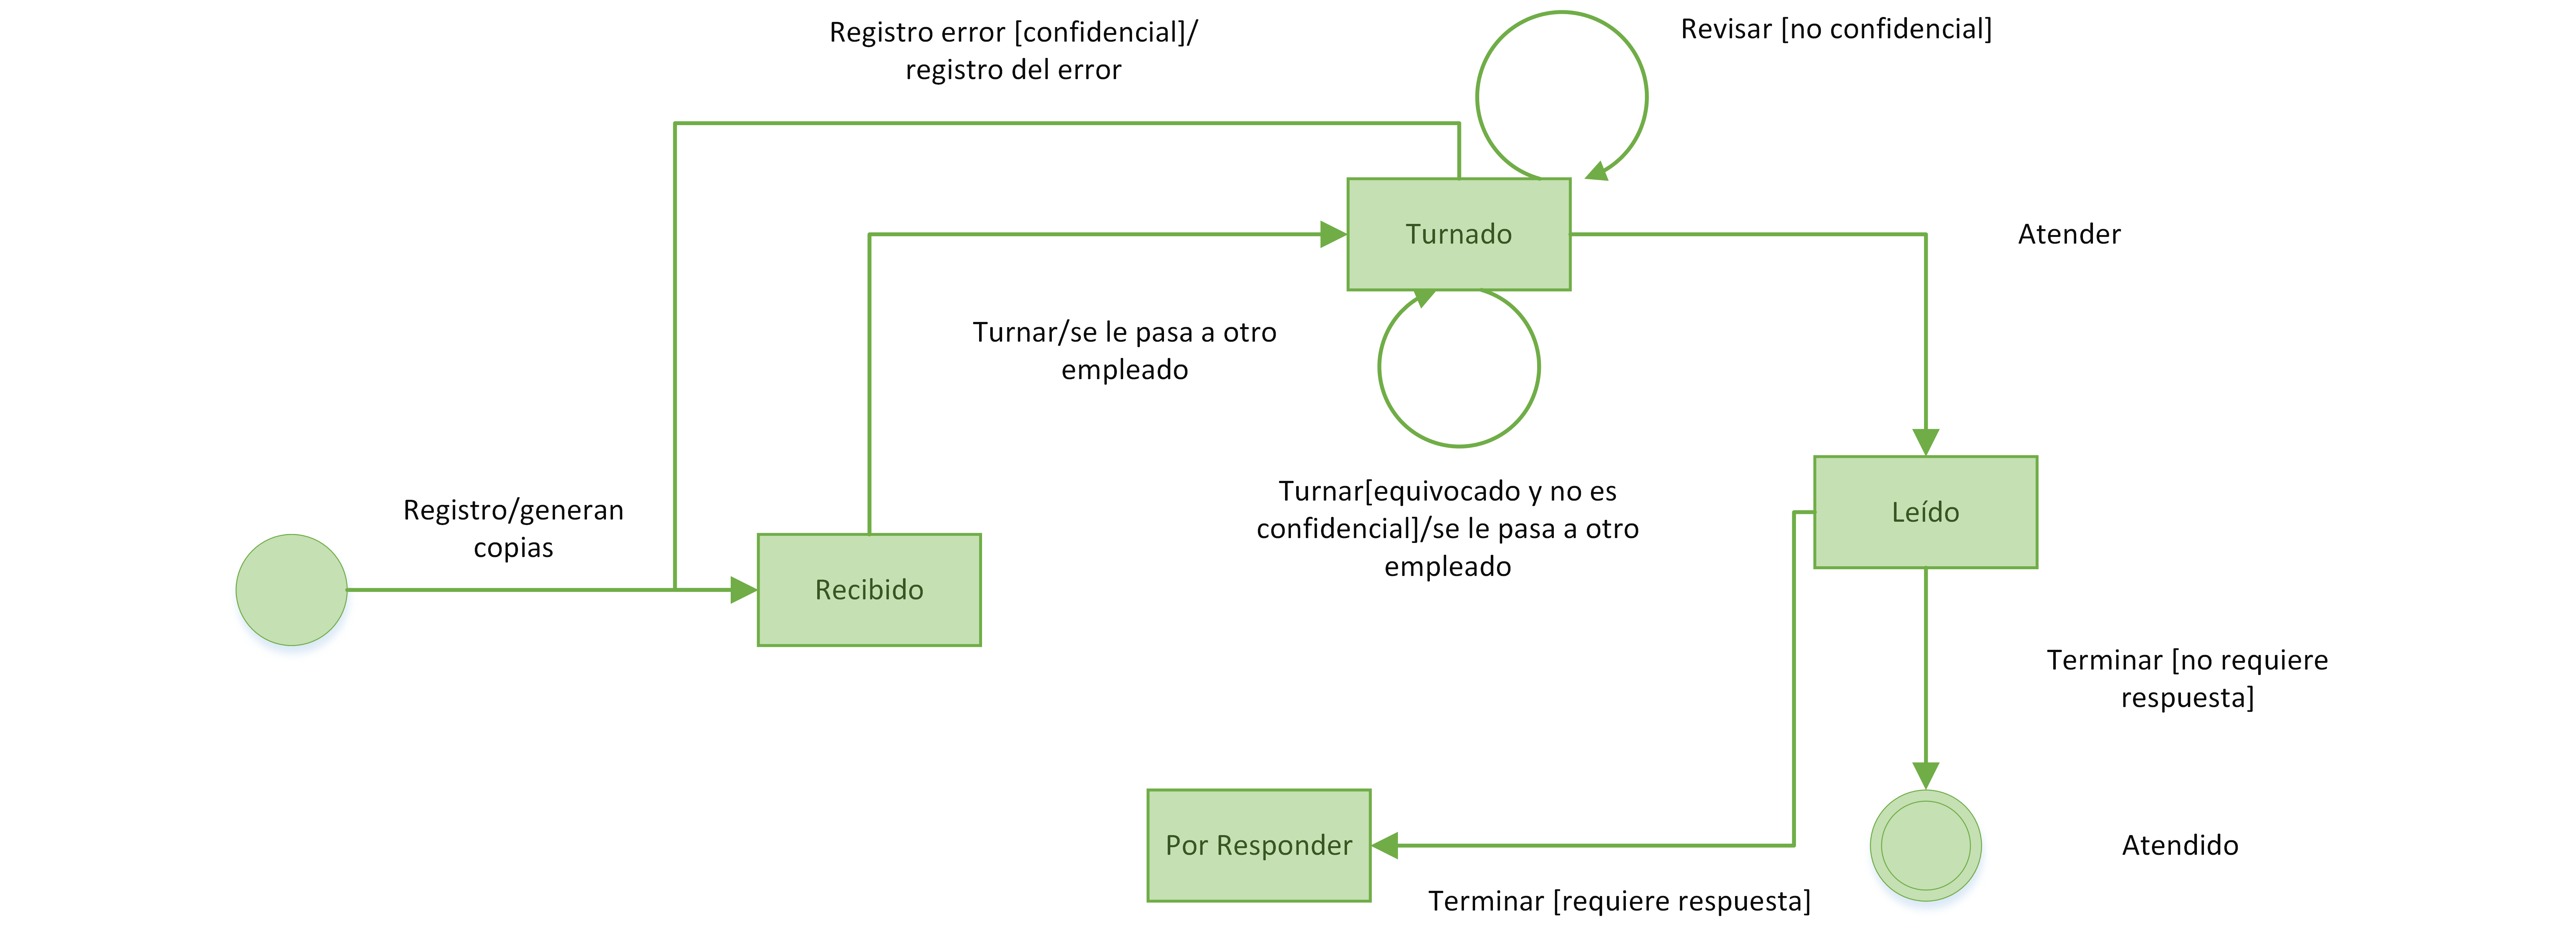 Registro error [confidencial]/
registro del error
Revisar [no confidencial]
Turnado
Atender
Turnar/se le pasa a otro
empleado
Turnar[equivocado y no es
confidencial]/se le pasa a otro
empleado
Registro/generan
copias
Recibido
Leído
Terminar [no requiere
respuesta]
Por Responder
Atendido
Terminar [requiere respuesta]